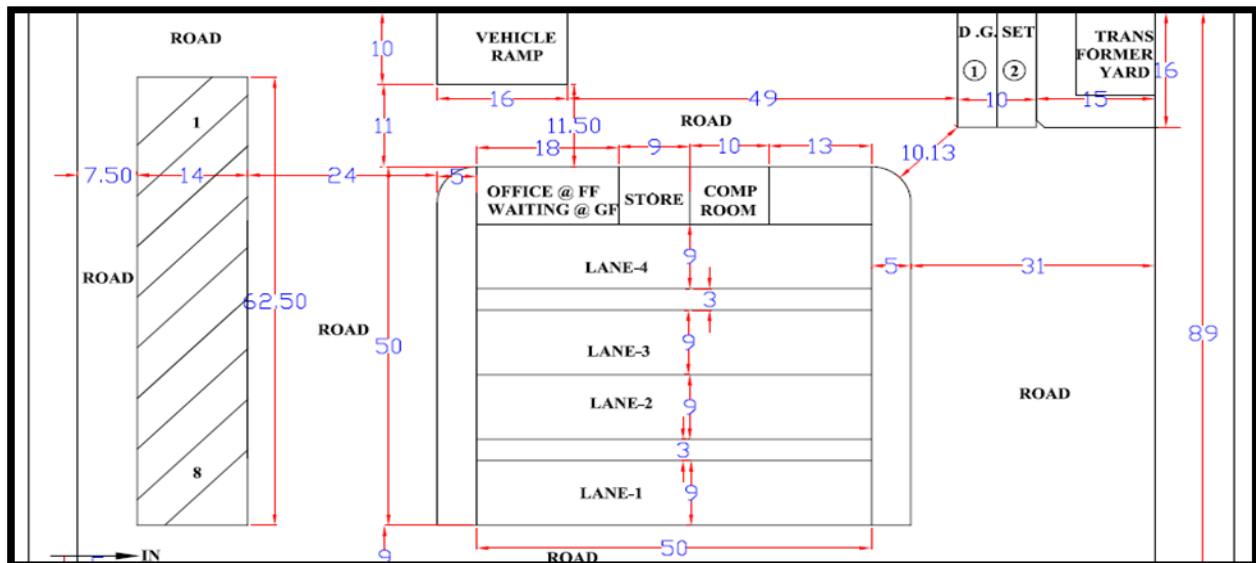 ROAD
VEHICLE
RAMP
D .G. SET
1 2
TRANS
FORMER
YARD
10
16
16
49
10
15
11
11.50
ROAD
1
18
9
10
13
10.13
7.50
14
24
5
OFFICE @ FF
WAITING @ GF
STORE
COMP
ROOM
LANE-4
9
5
31
ROAD
3
62.50
ROAD
50
LANE-3
9
89
LANE-2
9
ROAD
3
8
LANE-1
9
50
IN
9
ROAD